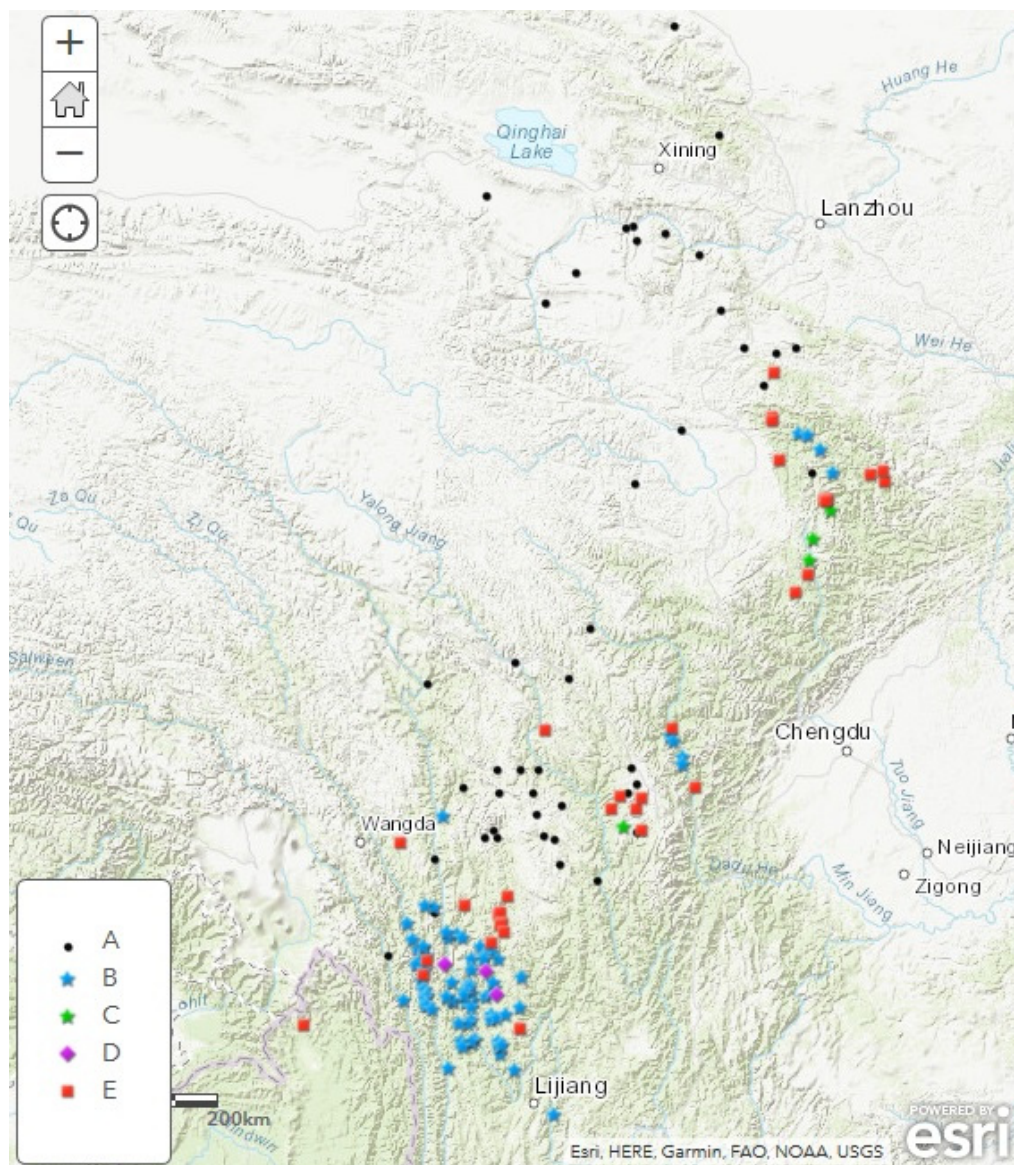 +
Huang He
Qinghai
Lake
Xining
−
Lanzhou
Wei He
Za Qu
Yalong Jiang
Qu
Zi Qu
Salween
Chengdu
Tuo Jiang
Wangda
Neijiang
Dadu He
Min Jiang
Zigong
A
B
C
D
E
Lijiang
200km
POWERED BY
esri
Esri, HERE, Garmin, FAO, NOAA, USGS